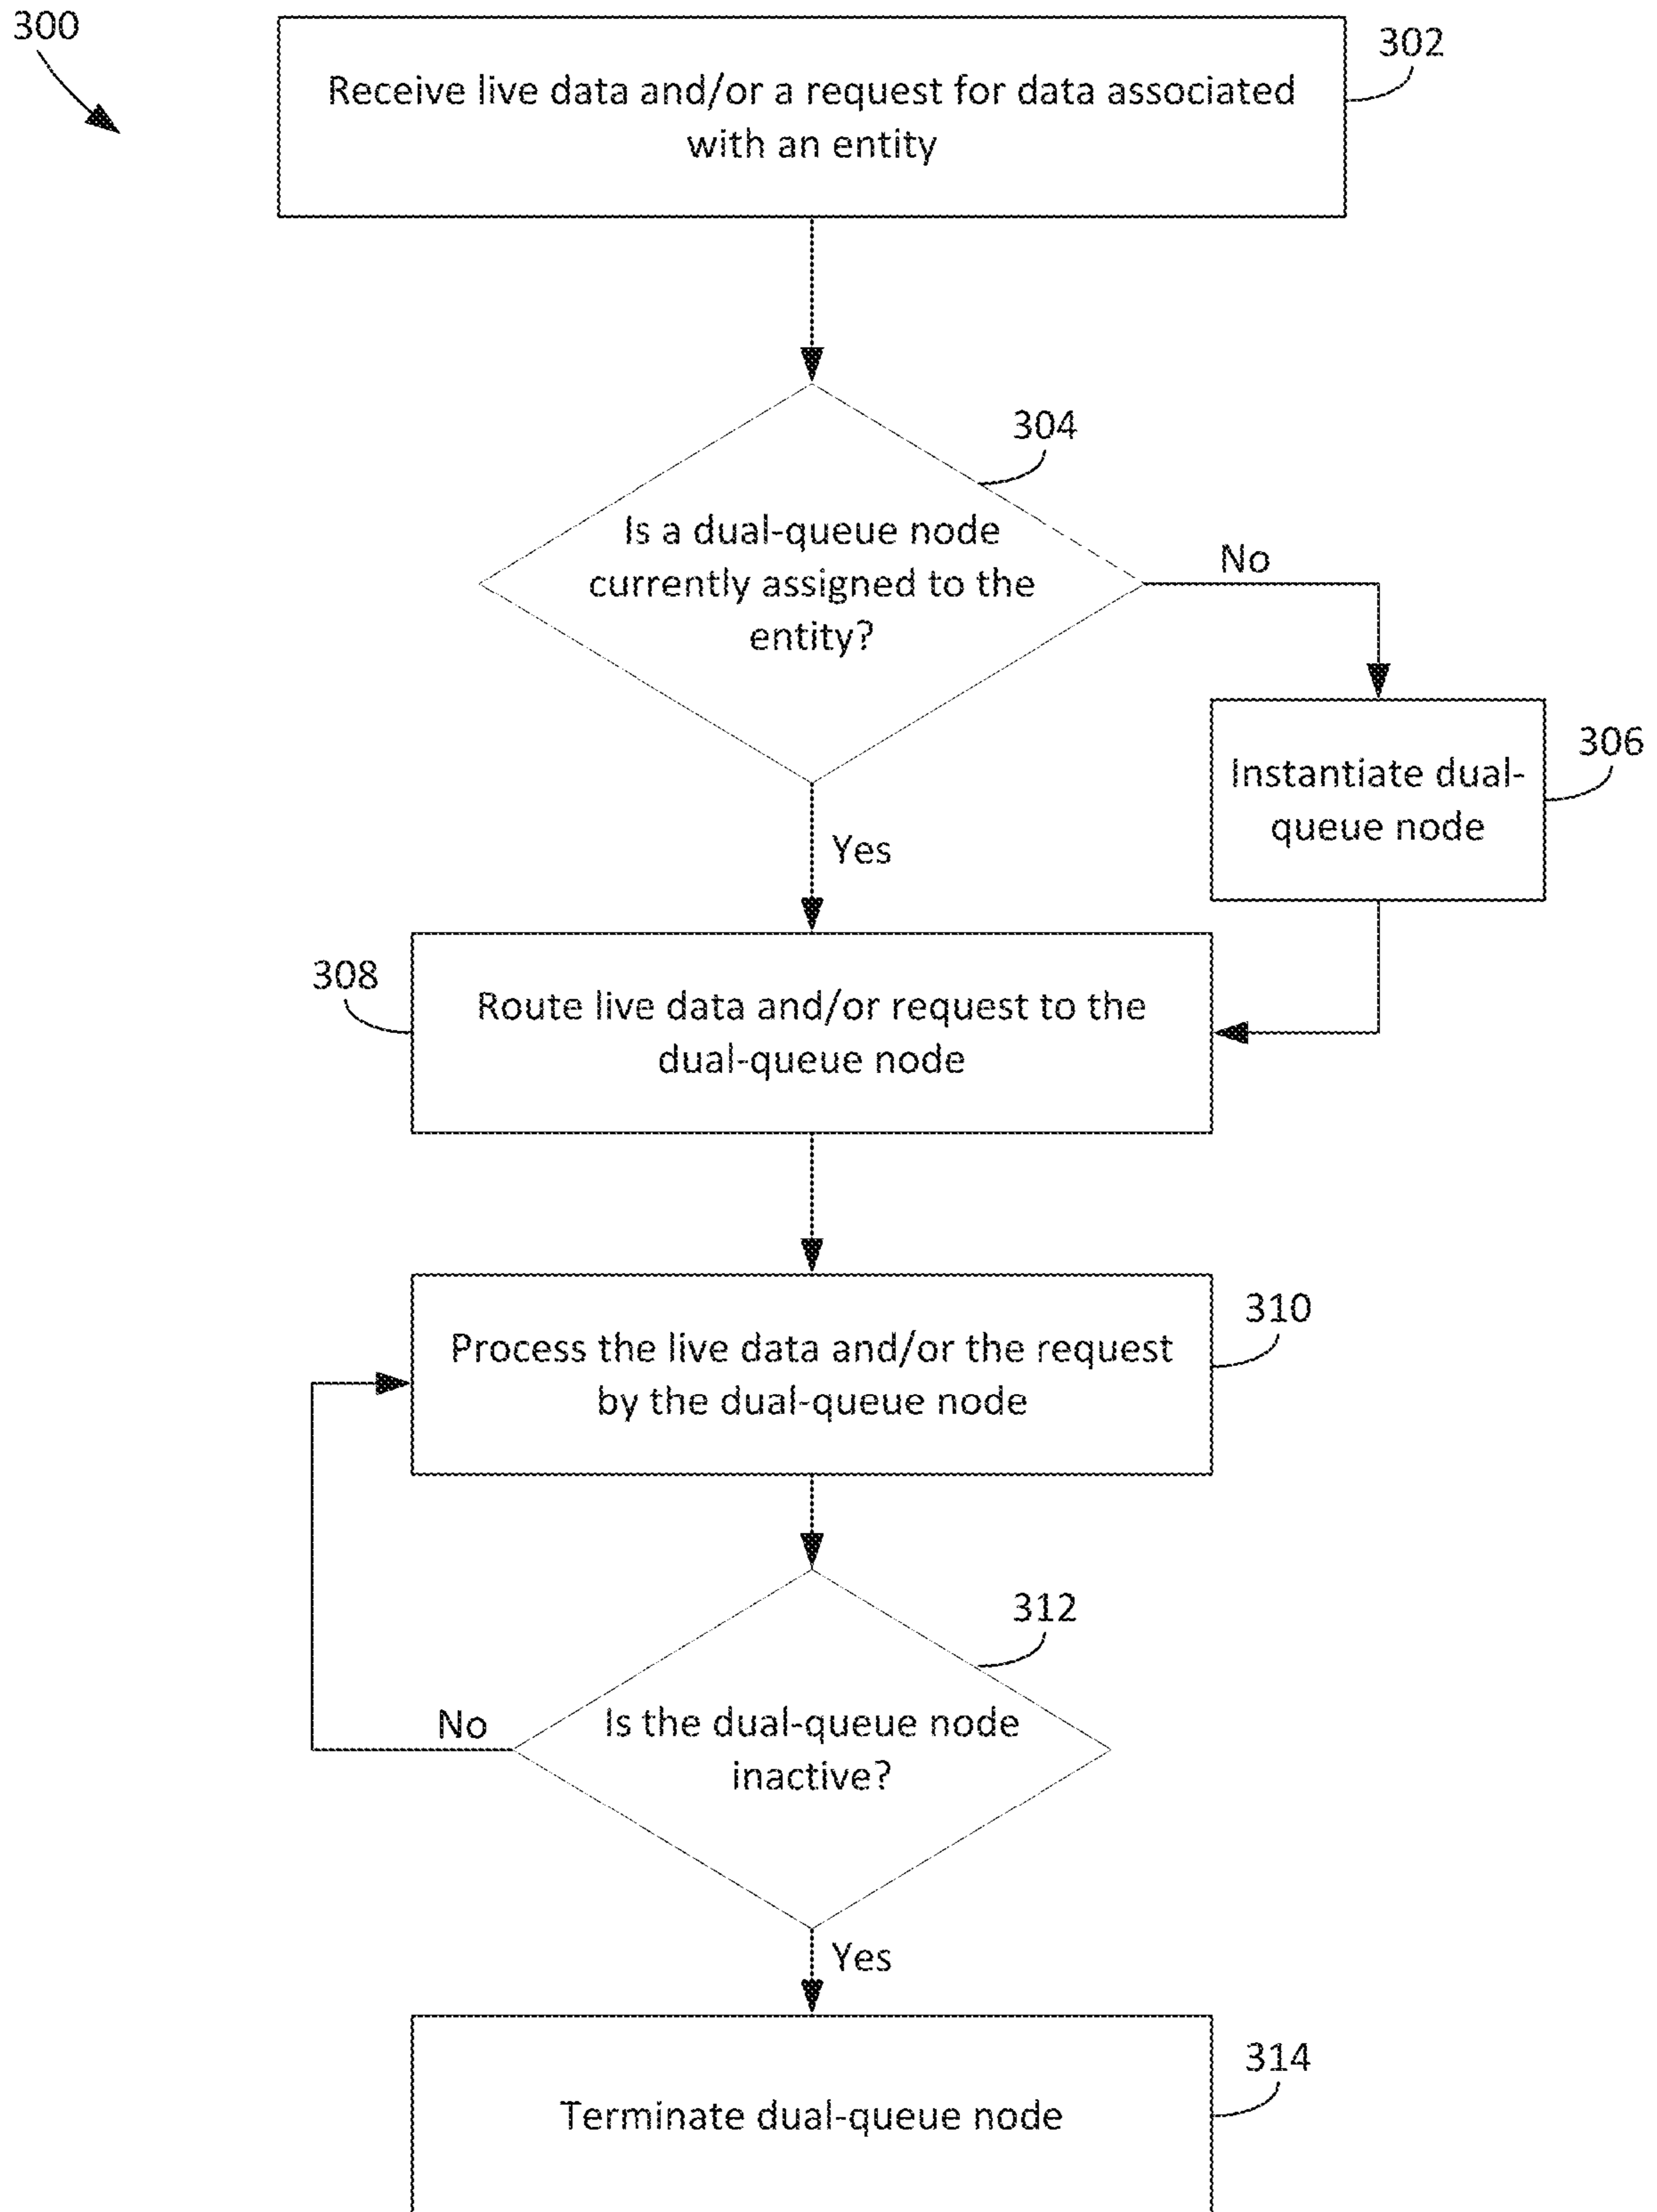 300
302
Receive live data and/or a request for data associated
with an entity
304
Is a dual-queue node
currently assigned to the
entity?
No
306
Instantiate dual-
queue node
Yes
308
Route live data and/or request to the
dual-queue node
310
Process the live data and/or the request
by the dual-queue node
312
Is the dual-queue node
inactive?
No
Yes
314
Terminate dual-queue node